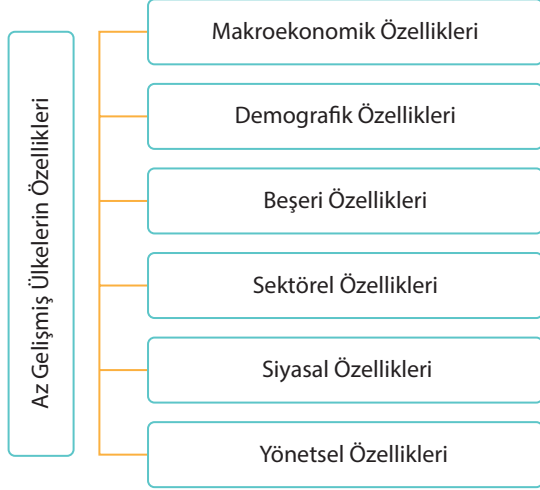 Az Gelişmiş Ülkelerin Özellikleri
Makroekonomik Özellikleri
Demografik Özellikleri
Beşeri Özellikleri
Sektörel Özellikleri
Siyasal Özellikleri
Yönetsel Özellikleri